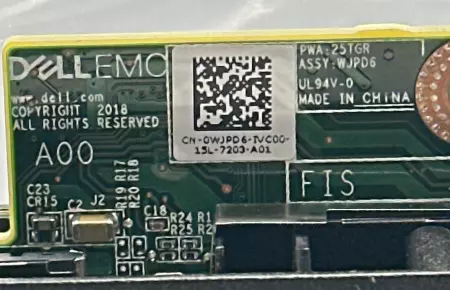 DELLEMC
www.dell.com
COPYRIGHT 2018
ALL RIGHTS RESERVED
A00
CN-0WJPD6-IVC00-
15L-7203-A01
PWA:25TGR
ASSY:WJPD6
UL94V-0
MADE IN CHINA
FIS
C23
CR15
C2
J2
R19 R17
R20 R18
C18
R24 R1
R25 R2